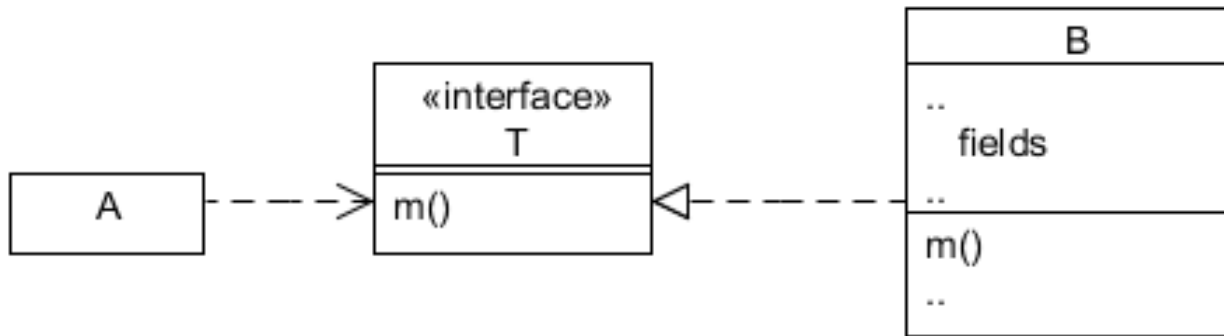 A
«interface»
T
m()
B
..
fields
..
m()
..